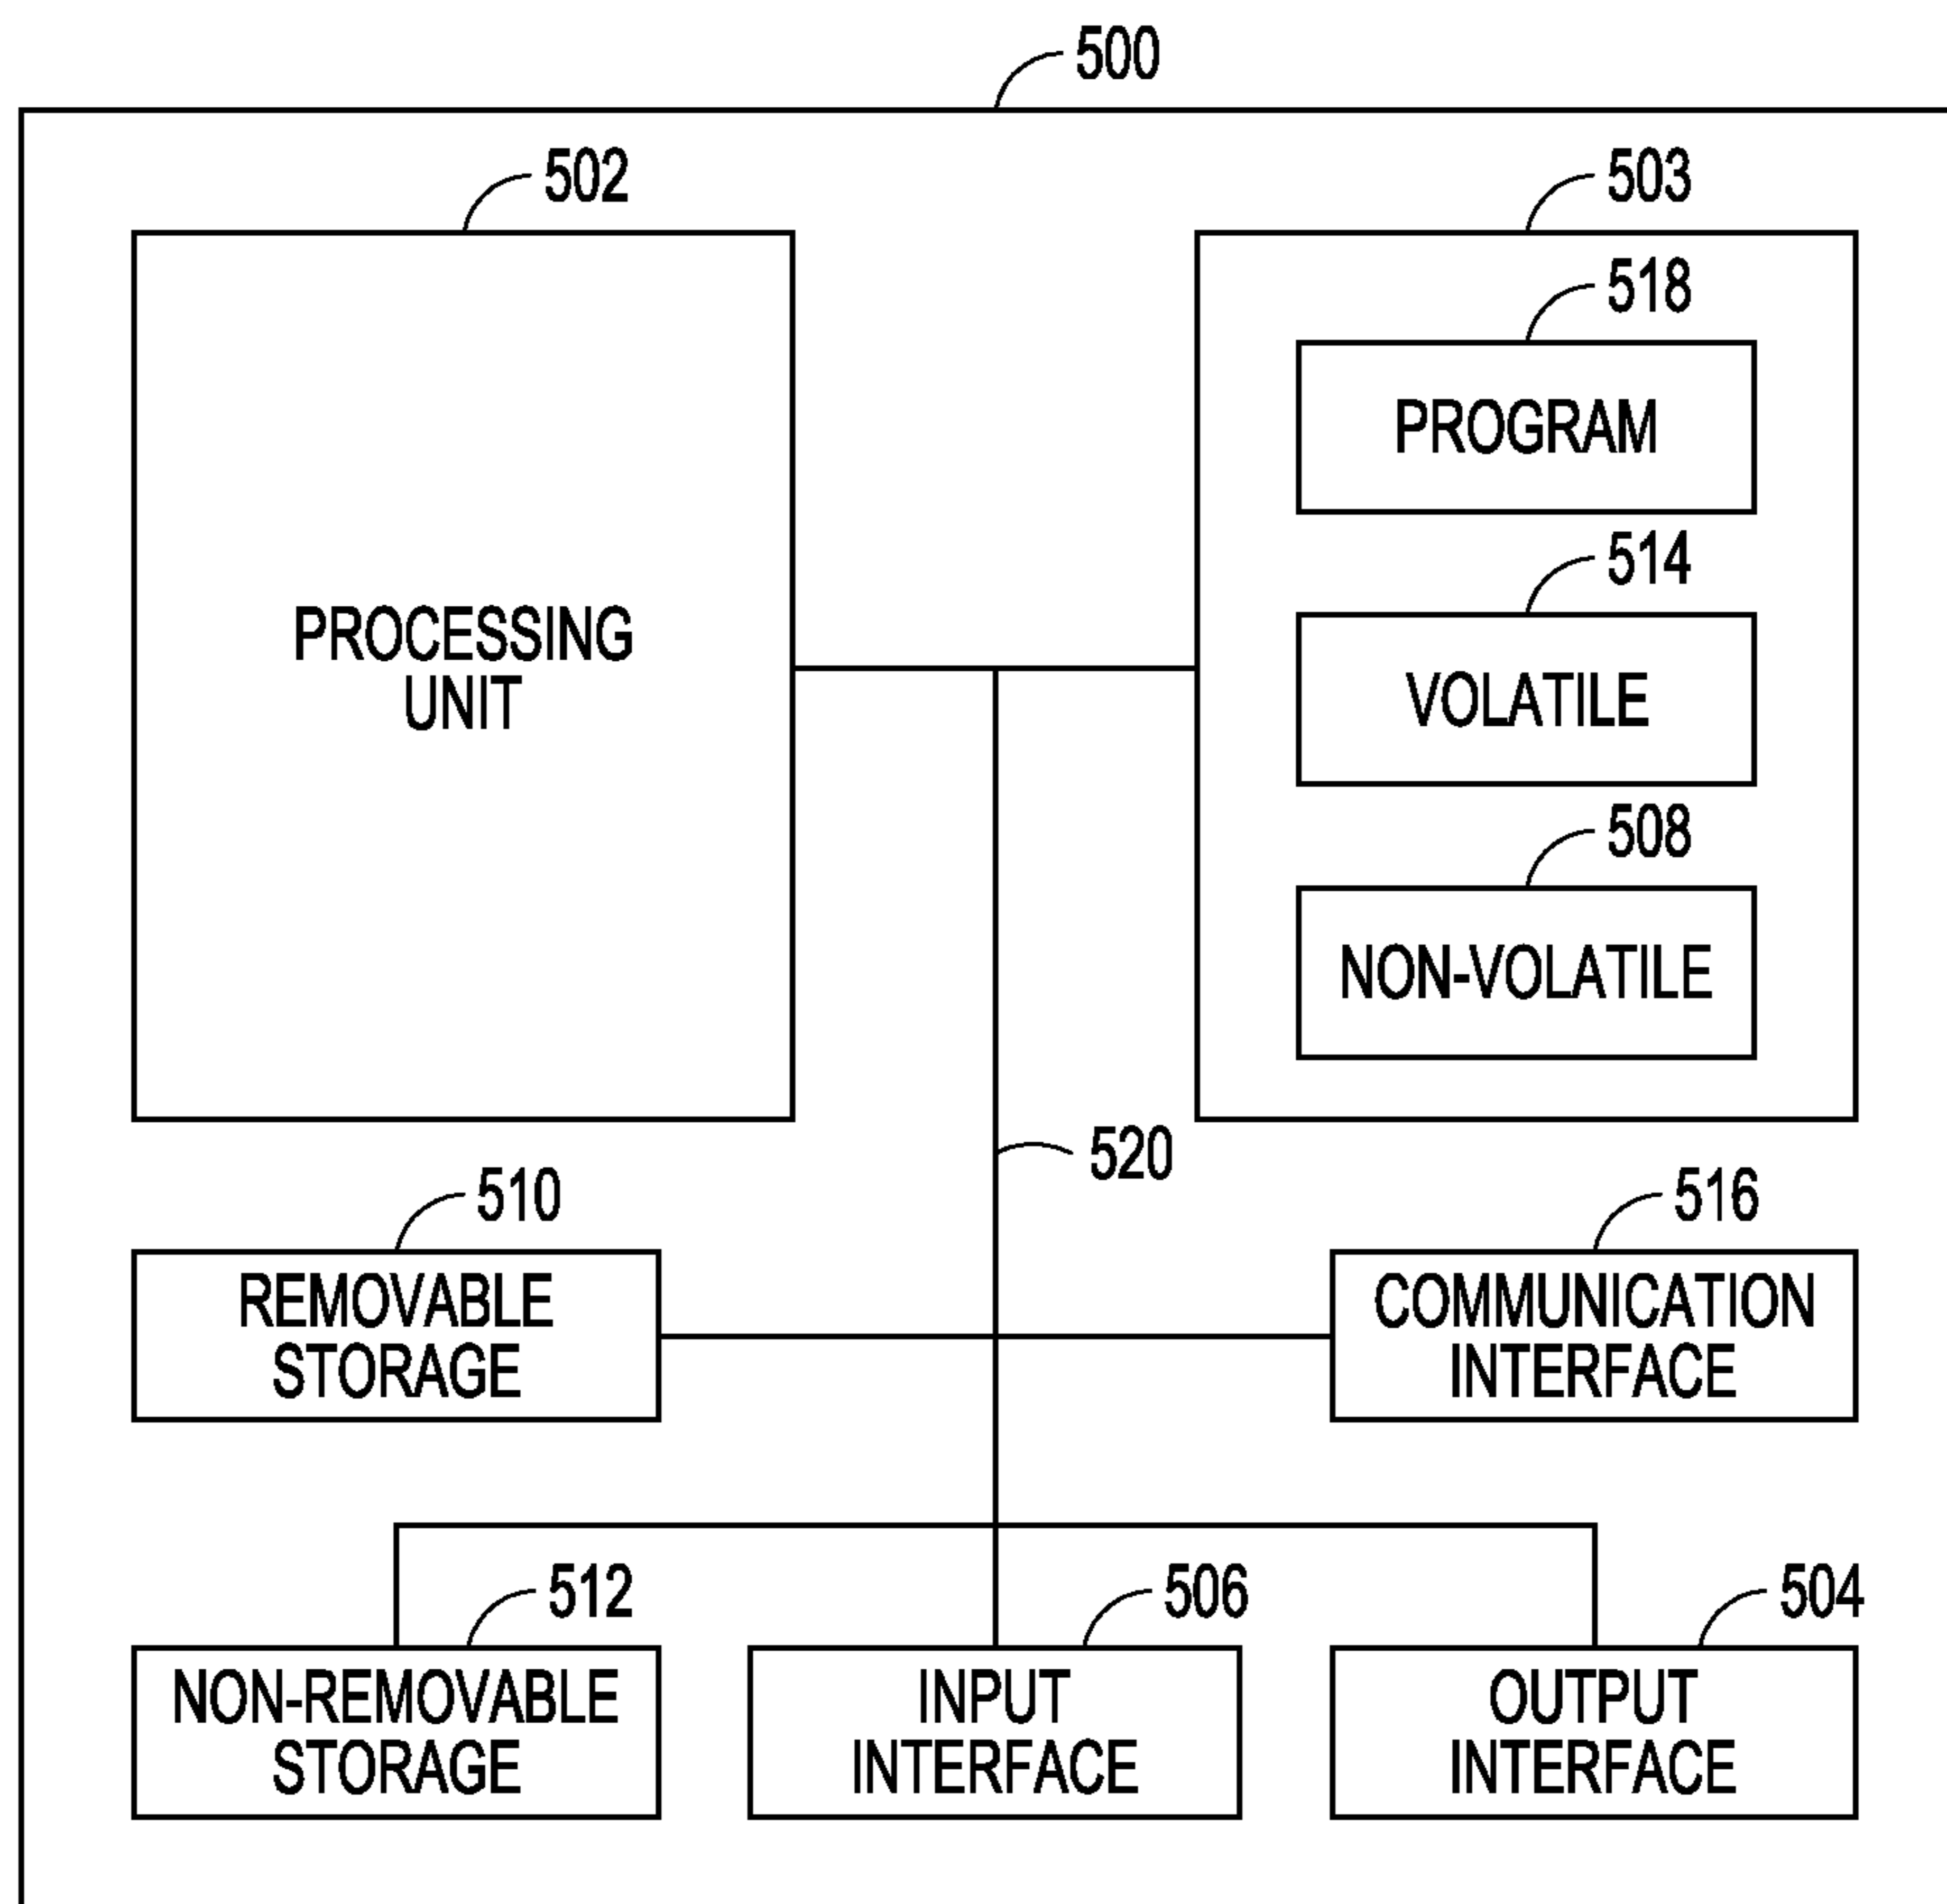 500
502
503
518
PROGRAM
514
VOLATILE
508
NON-VOLATILE
PROCESSING
UNIT
520
510
REMOVABLE
STORAGE
516
COMMUNICATION
INTERFACE
512
NON-REMOVABLE
STORAGE
506
INPUT
INTERFACE
504
OUTPUT
INTERFACE